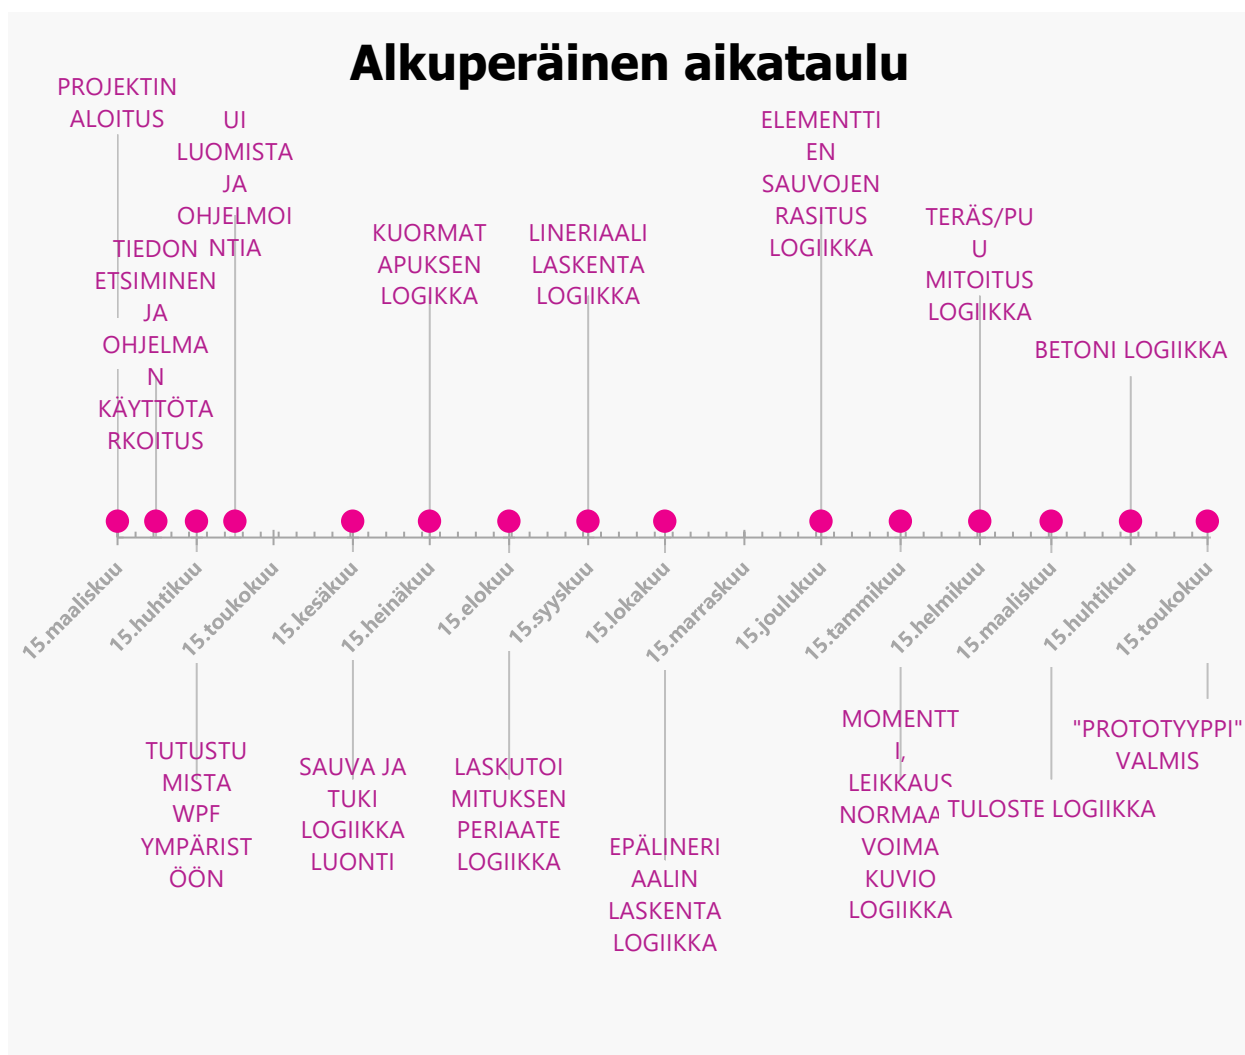 Alkuperäinen aikataulu
PROJEKTIN
ALOITUS
TIEDON
ETSIMINEN
JA
OHJELMA
N
KÄYTTÖTA
RKOITUS
UI
LUOMISTA
JA
OHJELMOI
NTIA
KUORMAT
APUKSEN
LOGIKKA
LINERIAALI
LASKENTA
LOGIIKKA
ELEMENTTI
EN
SAUVOJEN
RASITUS
LOGIIKKA
TERÄS/PU
U
MITOITUS
LOGIIKKA
BETONI LOGIIKKA
15.maaliskuu
15.huhtikuu
15.toukokuu
15.kesäkuu
15.heinäkuu
15.elokuu
15.syyskuu
15.lokakuu
15.marraskuu
15.joulukuu
15.tammikuu
15.helmikuu
15.maaliskuu
15.huhtikuu
15.toukokuu
TUTUSTU
MISTA
WPF
YMPÄRIST
ÖÖN
SAUVA JA
TUKI
LOGIIKKA
LUONTI
LASKUTOI
MITUKSEN
PERIAATE
LOGIIKKA
EPÄLINERI
AALIN
LASKENTA
LOGIIKKA
MOMENTT
I,
LEIKKAUS
NORMAA
VOIMA
KUVIO
LOGIIKKA
TULOSTE LOGIIKKA
"PROTOTYYPPI"
VALMIS